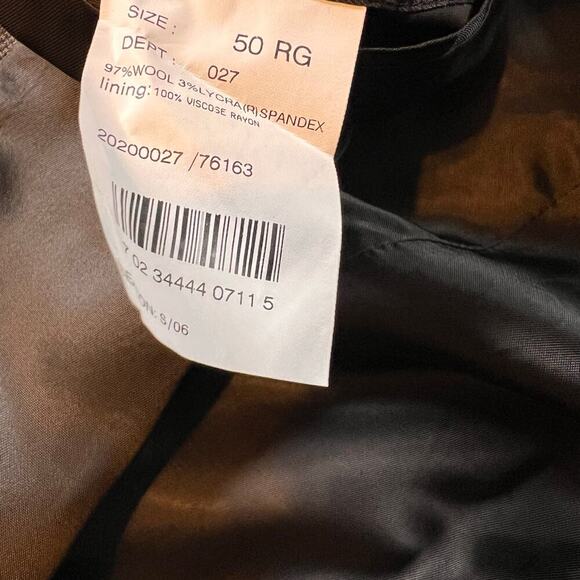 SIZE : 50 RG
DEPT : 027
97%WOOL 3%LYCRA(R)SPANDEX
lining: 100% VISCOSE RAYON
20200027 /76163
02 34444 0711 5
S/06